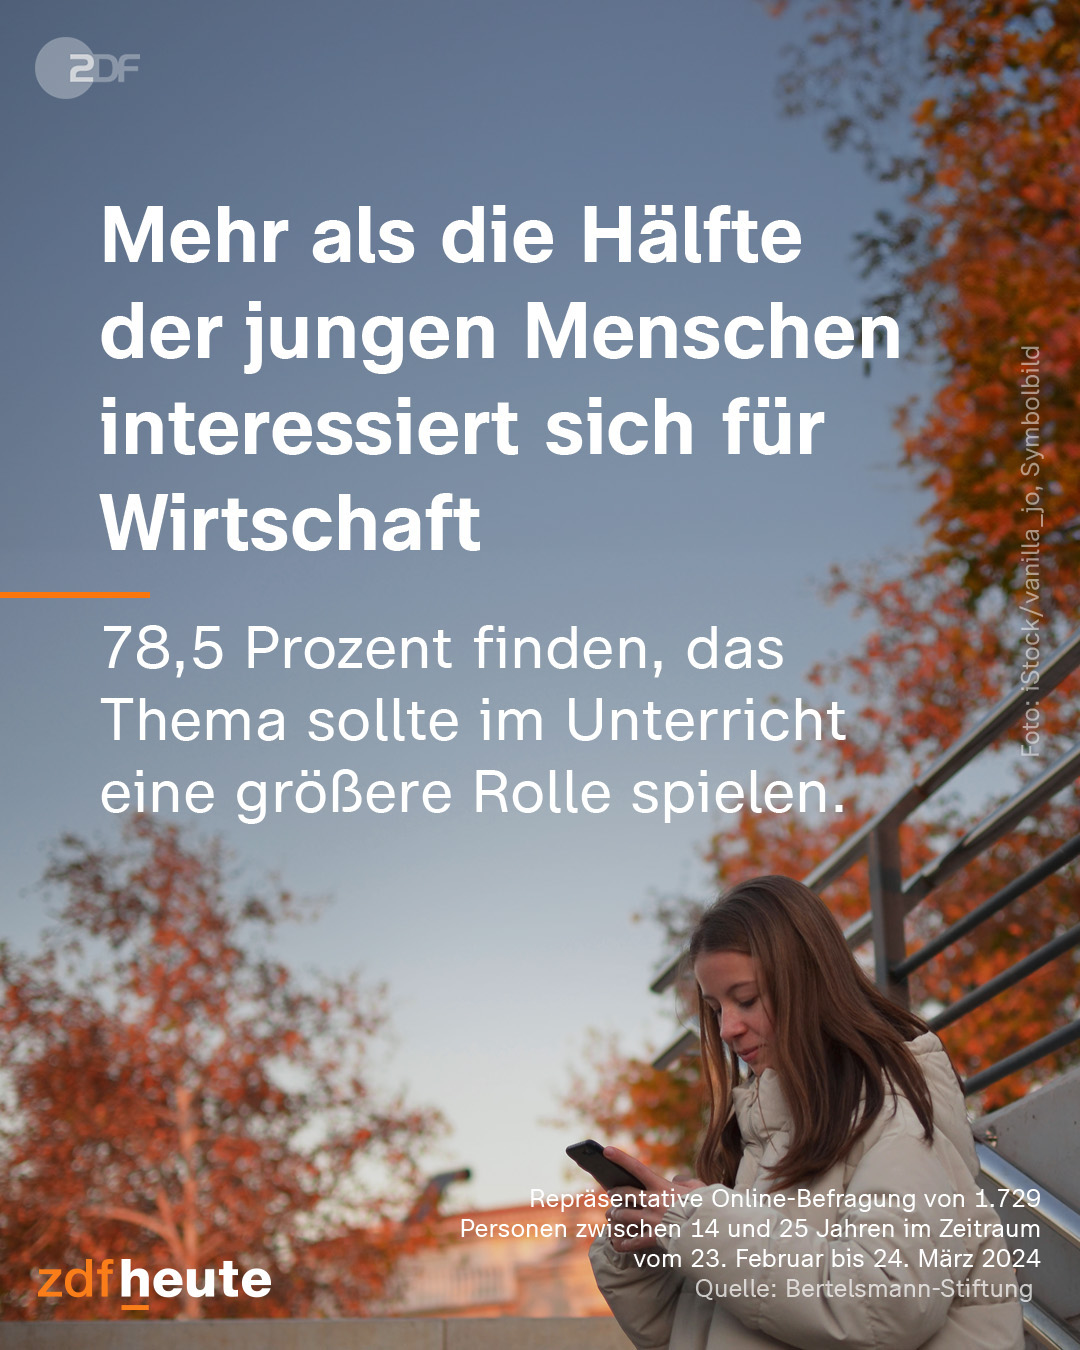 ZDF
Mehr als die Hälfte
der jungen Menschen
interessiert sich für
Wirtschaft
78,5 Prozent finden, das
Thema sollte im Unterricht
eine größere Rolle spielen.
Foto: iStock/vanilla_jo, Symbolbild
Repräsentative Online-Befragung von 1.729
Personen zwischen 14 und 25 Jahren im Zeitraum
vom 23. Februar bis 24. März 2024
Quelle: Bertelsmann-Stiftung
zdfheute